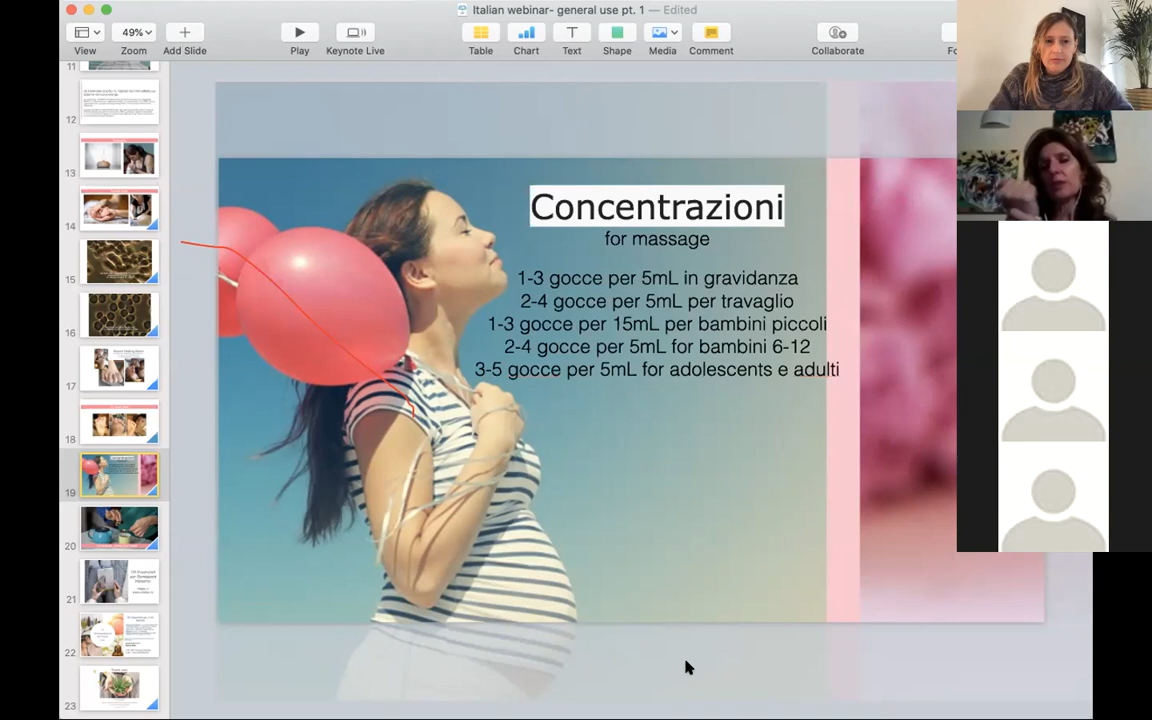 Italian webinar- general use pt. 1 — Edited
49%
View
Zoom
Add Slide
Play
Keynote Live
Table
Chart
Text
Shape
Media
Comment
Collaborate
Fo
11
12
13
14
15
16
17
18
19
20
21
22
23
Concentrazioni
for massage
1-3 gocce per 5mL in gravidanza
2-4 gocce per 5mL per travaglio
1-3 gocce per 15mL per bambini piccoli
2-4 gocce per 5mL for bambini 6-12
3-5 gocce per 5mL for adolescents e adulti